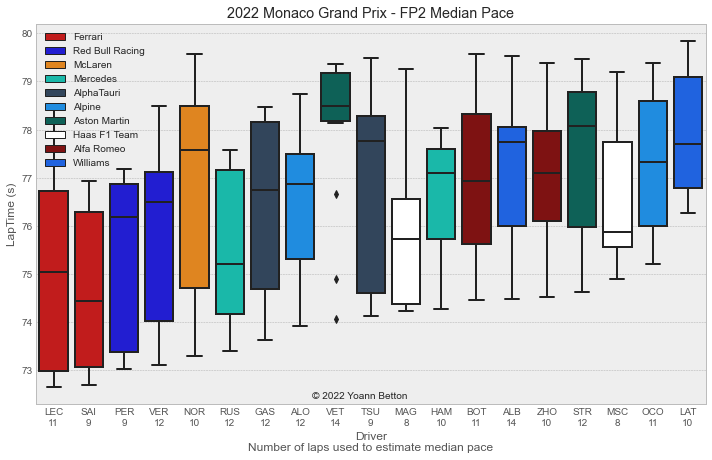 2022 Monaco Grand Prix - FP2 Median Pace
80
79
78
77
76
75
74
73
LapTime (s)
Ferrari
Red Bull Racing
McLaren
Mercedes
AlphaTauri
Alpine
Aston Martin
Haas F1 Team
Alfa Romeo
Williams
© 2022 Yoann Betton
LEC SAI PER VER NOR RUS GAS ALO VET TSU MAG HAM BOT ALB ZHO STR MSC OCO LAT
11 9 9 12 10 12 12 12 14 9 8 10 11 14 10 12 8 11 10
Driver
Number of laps used to estimate median pace